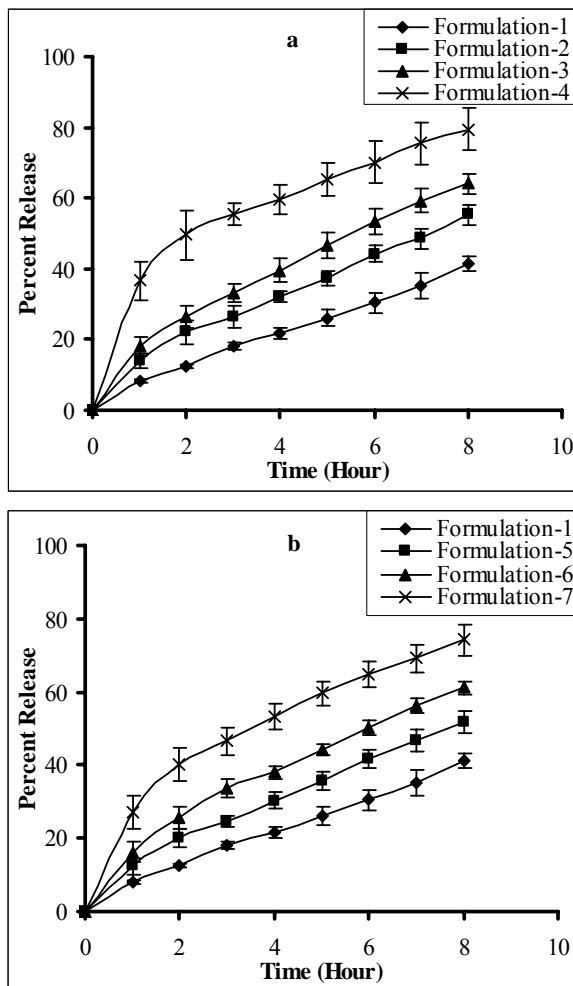 a
Formulation-1
Formulation-2
Formulation-3
Formulation-4
100
80
60
40
20
0
Percent Release
0 2 4 6 8 10
Time (Hour)
b
Formulation-1
Formulation-5
Formulation-6
Formulation-7
100
80
60
40
20
0
Percent Release
0 2 4 6 8 10
Time (Hour)